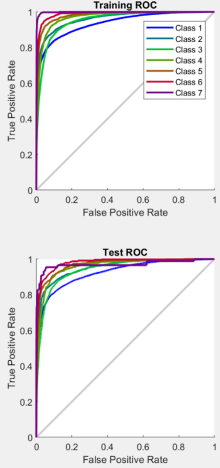 Training ROC
1
0.8
0.6
0.4
0.2
0
True Positive Rate
Class 1
Class 2
Class 3
Class 4
Class 5
Class 6
Class 7
0 0.2 0.4 0.6 0.8 1
False Positive Rate
Test ROC
1
0.8
0.6
0.4
0.2
0
True Positive Rate
0 0.2 0.4 0.6 0.8 1
False Positive Rate